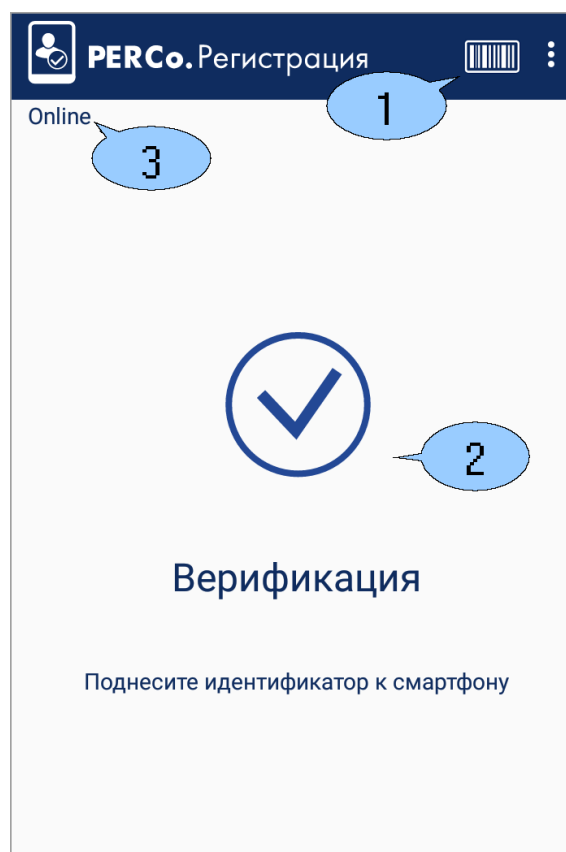 PERCo.Регистрация
1
Online
3
2
Верификация
Поднесите идентификатор к смартфону